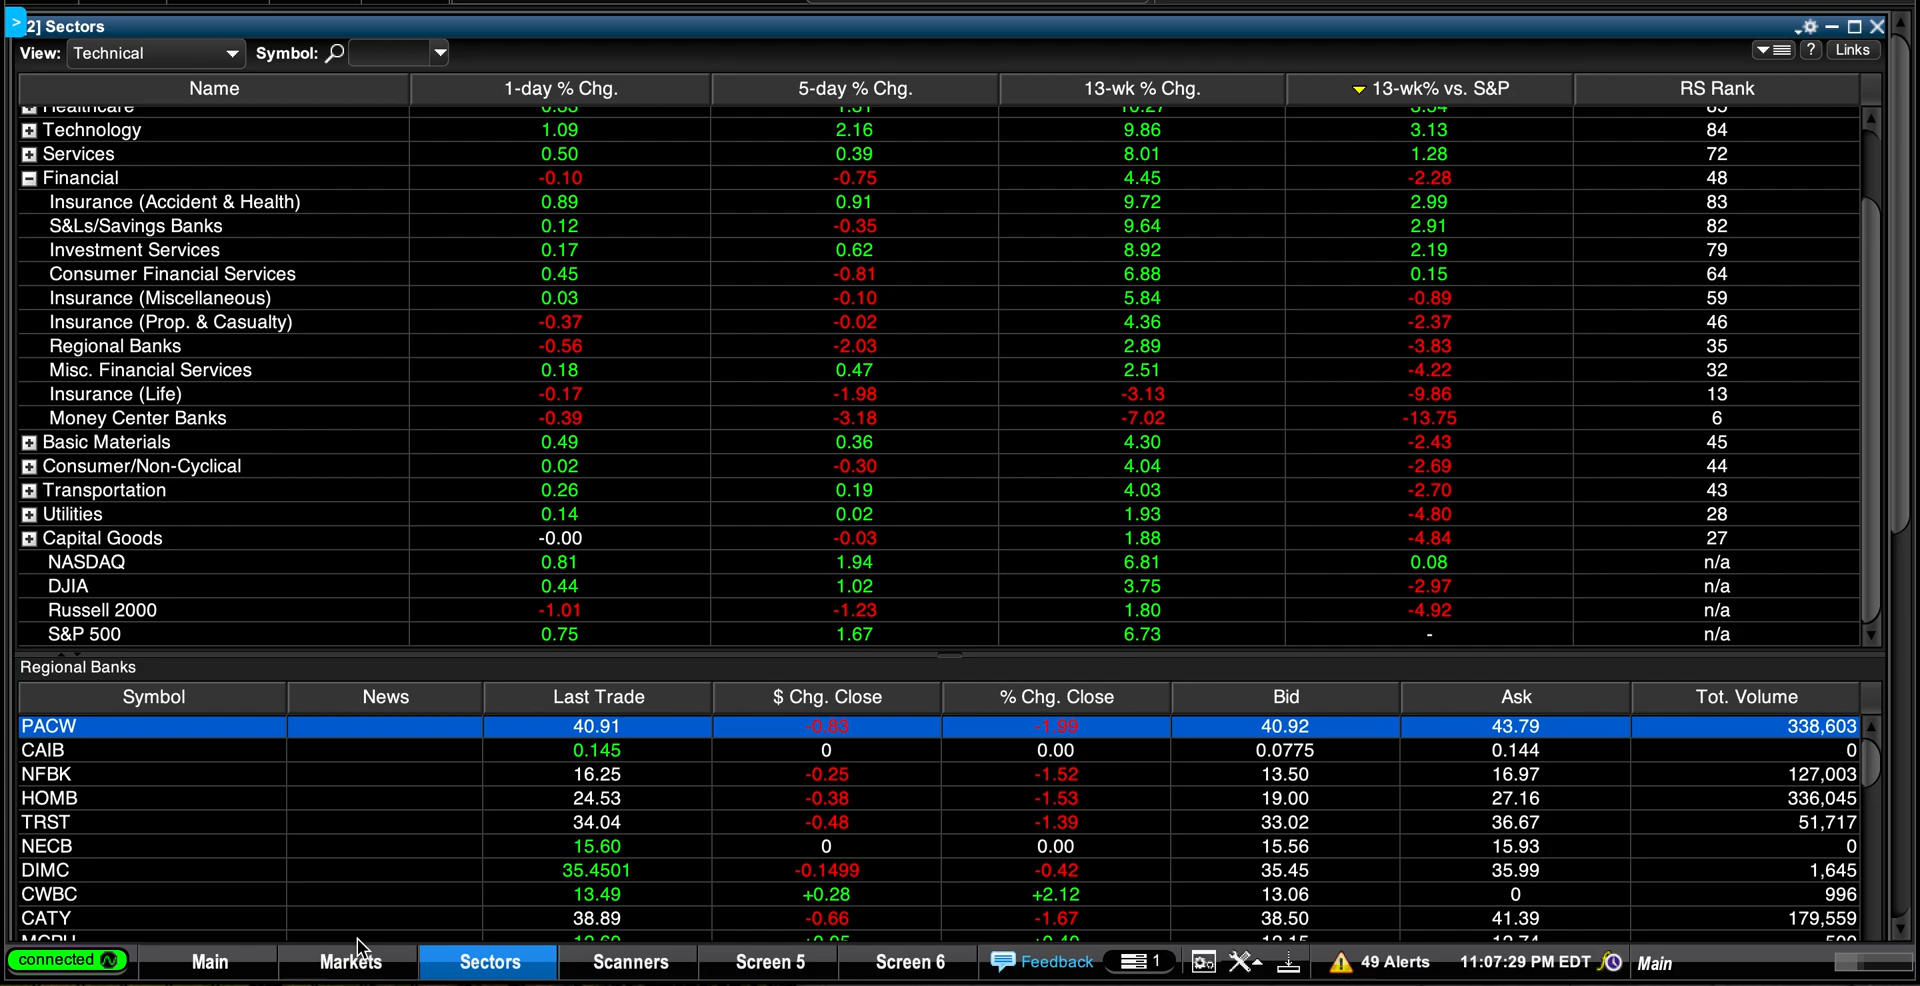 > 2] Sectors
View: Technical Symbol: ? Links
Name 1-day % Chg. 5-day % Chg. 13-wk % Chg. 13-wk% vs. S&P RS Rank
Healthcare 0.33 1.31 10.27 3.54 85
Technology 1.09 2.16 9.86 3.13 84
Services 0.50 0.39 8.01 1.28 72
Financial -0.10 -0.75 4.45 -2.28 48
Insurance (Accident & Health) 0.89 0.91 9.72 2.99 83
S&Ls/Savings Banks 0.12 -0.35 9.64 2.91 82
Investment Services 0.17 0.62 8.92 2.19 79
Consumer Financial Services 0.45 -0.81 6.88 0.15 64
Insurance (Miscellaneous) 0.03 -0.10 5.84 -0.89 59
Insurance (Prop. & Casualty) -0.37 -0.02 4.36 -2.37 46
Regional Banks -0.56 -2.03 2.89 -3.83 35
Misc. Financial Services 0.18 0.47 2.51 -4.22 32
Insurance (Life) -0.17 -1.98 -3.13 -9.86 13
Money Center Banks -0.39 -3.18 -7.02 -13.75 6
Basic Materials 0.49 0.36 4.30 -2.43 45
Consumer/Non-Cyclical 0.02 -0.30 4.04 -2.69 44
Transportation 0.26 0.19 4.03 -2.70 43
Utilities 0.14 0.02 1.93 -4.80 28
Capital Goods -0.00 -0.03 1.88 -4.84 27
NASDAQ 0.81 1.94 6.81 0.08 n/a
DJIA 0.44 1.02 3.75 -2.97 n/a
Russell 2000 -1.01 -1.23 1.80 -4.92 n/a
S&P 500 0.75 1.67 6.73 - n/a
Regional Banks
Symbol News Last Trade $ Chg. Close % Chg. Close Bid Ask Tot. Volume
PACW 40.91 -0.83 -1.99 40.92 43.79 338,603
CAIB 0.145 0 0.00 0.0775 0.144 0
NFBK 16.25 -0.25 -1.52 13.50 16.97 127,003
HOMB 24.53 -0.38 -1.53 19.00 27.16 336,045
TRST 34.04 -0.48 -1.39 33.02 36.67 51,717
NECB 15.60 0 0.00 15.56 15.93 0
DIMC 35.4501 -0.1499 -0.42 35.45 35.99 1,645
CWBC 13.49 +0.28 +2.12 13.06 0 996
CATY 38.89 -0.66 -1.67 38.50 41.39 179,559
connected Main Markets Sectors Scanners Screen 5 Screen 6 Feedback 1 49 Alerts 11:07:29 PM EDT Main